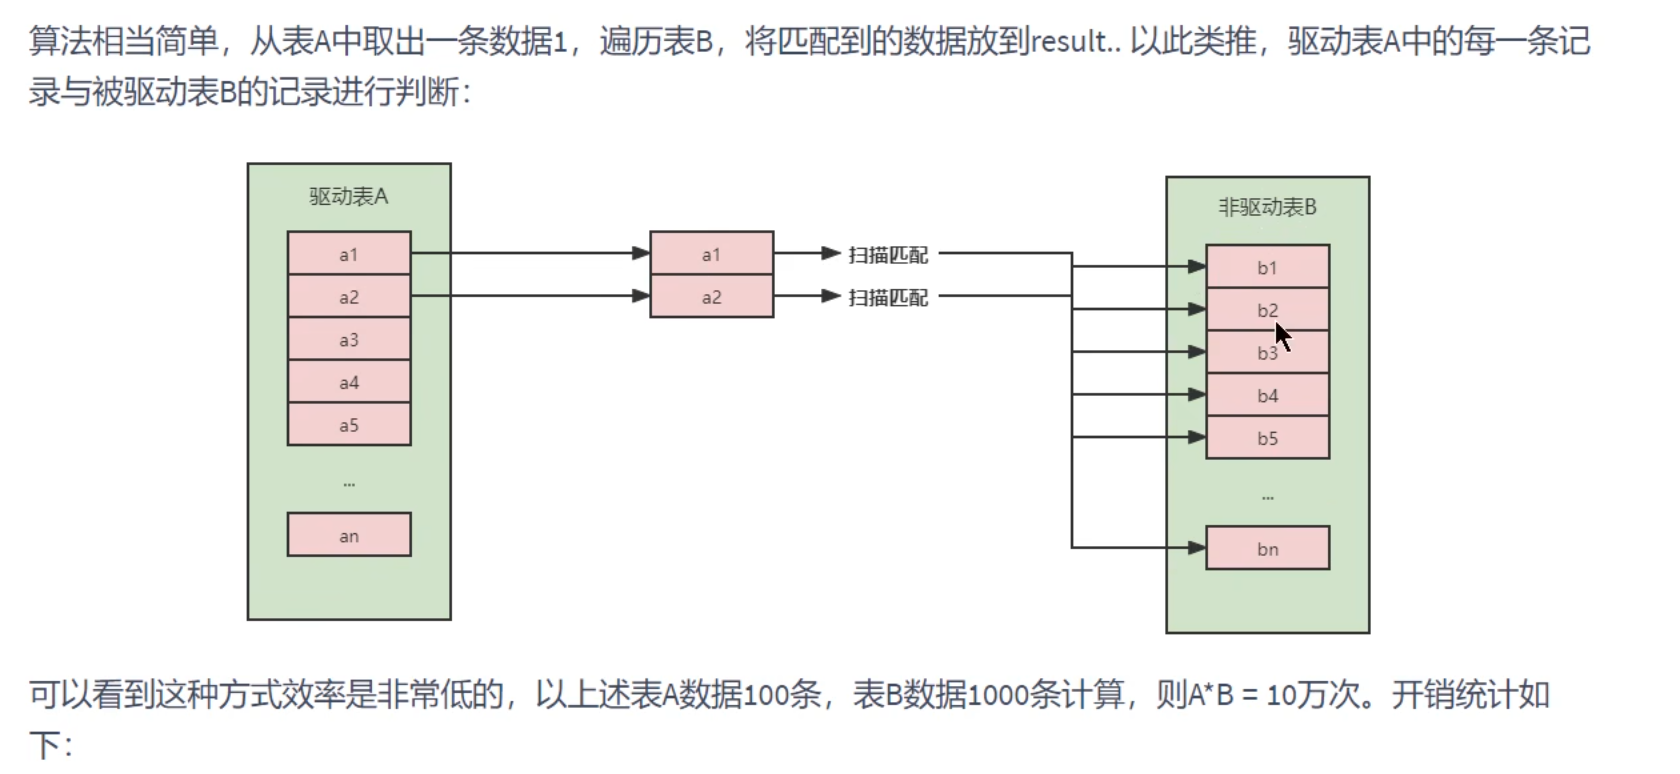 算法相当简单，从表A中取出一条数据1，遍历表B，将匹配到的数据放到result.. 以此类推，驱动表A中的每一条记
录与被驱动表B的记录进行判断：
驱动表A
a1
a2
a3
a4
a5
...
an
a1
a2
扫描匹配
扫描匹配
非驱动表B
b1
b2
b3
b4
b5
...
bn
可以看到这种方式效率是非常低的，以上述表A数据100条，表B数据1000条计算，则A*B = 10万次。开销统计如
下：